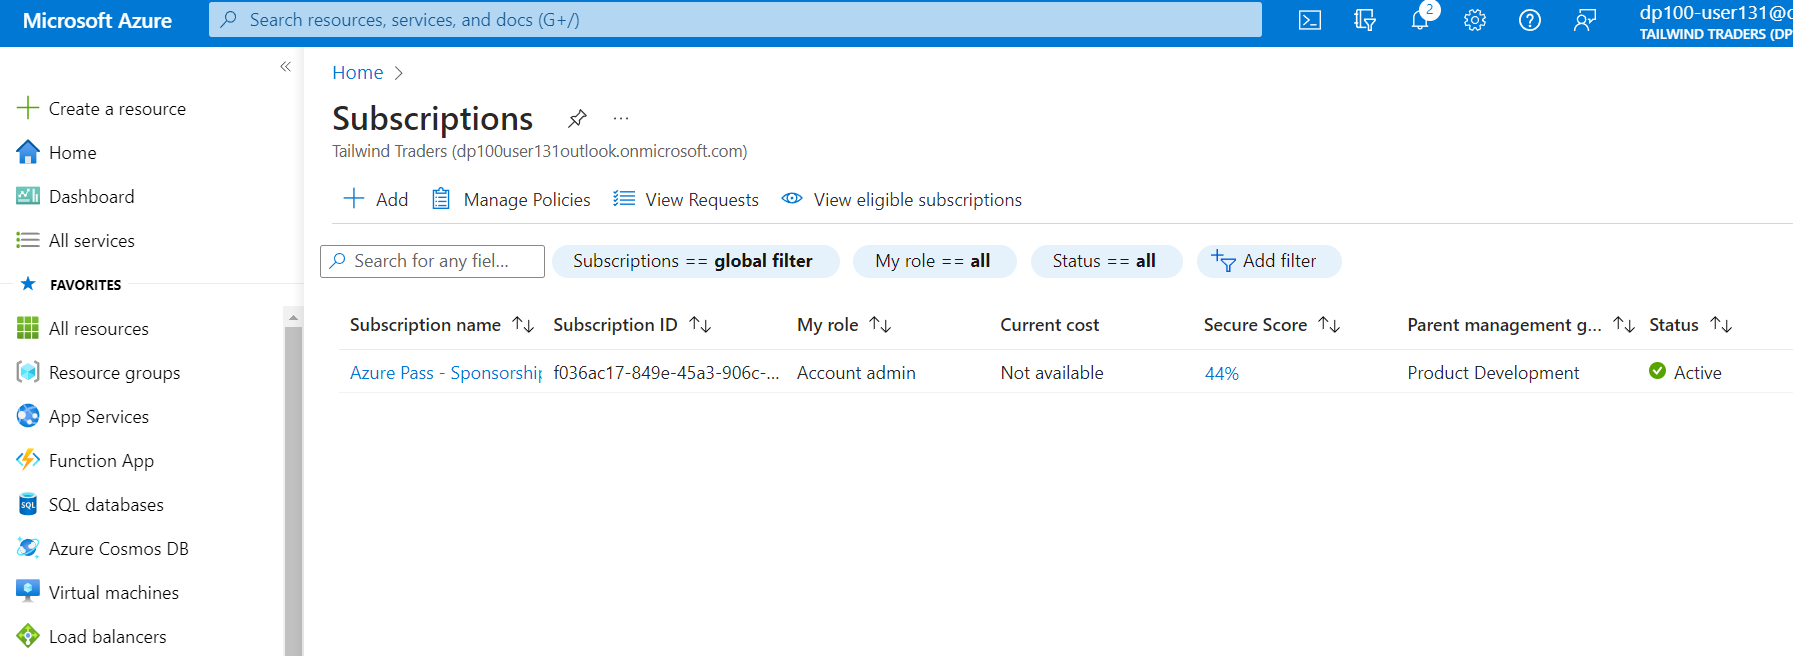 Microsoft Azure
Search resources, services, and docs (G+/)
2
dp100-user131@
TAILWIND TRADERS (DP
Create a resource
Home
Dashboard
All services
FAVORITES
All resources
Resource groups
App Services
Function App
SQL databases
Azure Cosmos DB
Virtual machines
Load balancers
Home >
Subscriptions
Tailwind Traders (dp100user131outlook.onmicrosoft.com)
Add Manage Policies View Requests View eligible subscriptions
Search for any fiel... Subscriptions == global filter My role == all Status == all Add filter
Subscription name Subscription ID My role Current cost Secure Score Parent management g... Status
Azure Pass - Sponsorship f036ac17-849e-45a3-906c-... Account admin Not available 44% Product Development Active